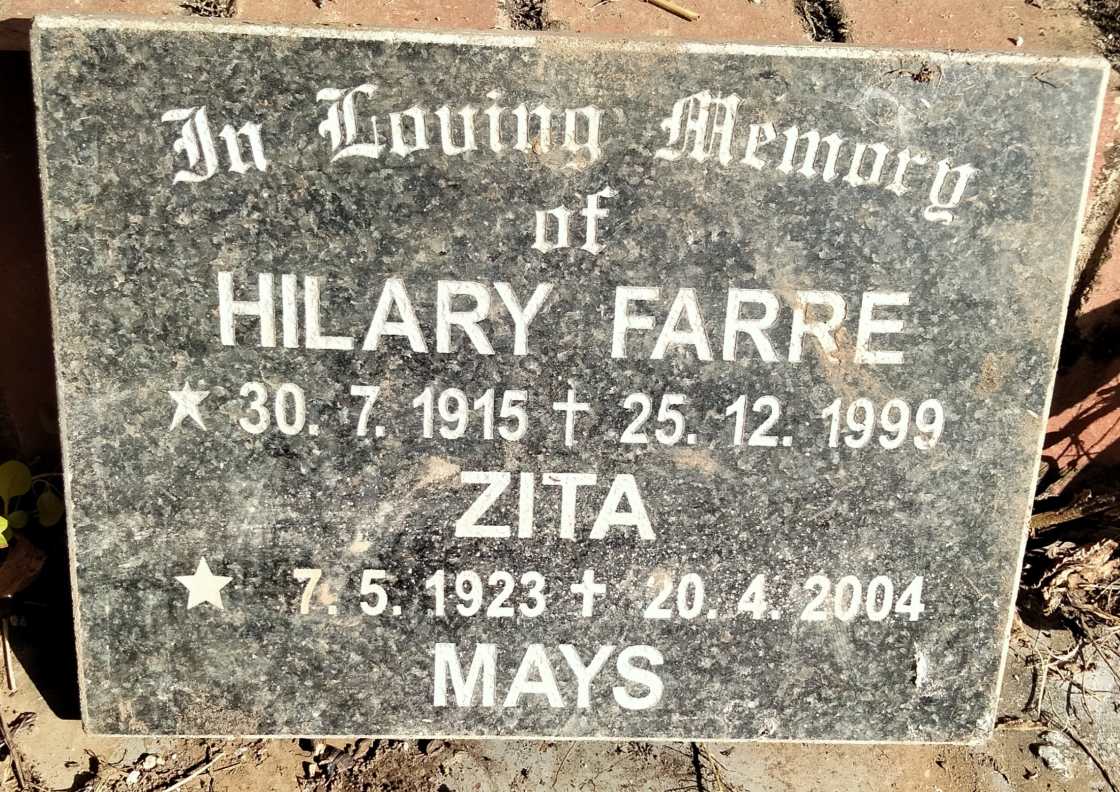 In Loving Memory
of
HILARY FARRE
★ 30. 7. 1915 ✝ 25. 12. 1999
ZITA
★ 7. 5. 1923 ✝ 20. 4. 2004
MAYS